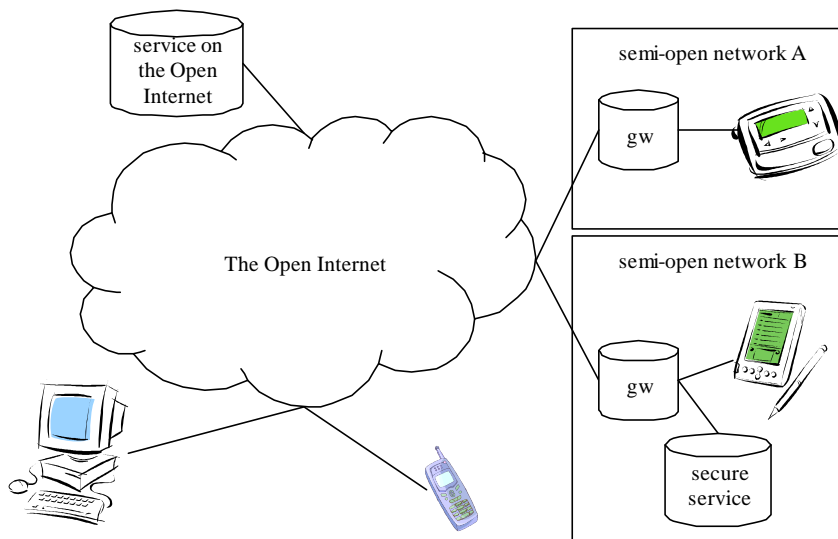 service on
the Open
Internet
semi-open network A
gw
The Open Internet
semi-open network B
gw
secure
service